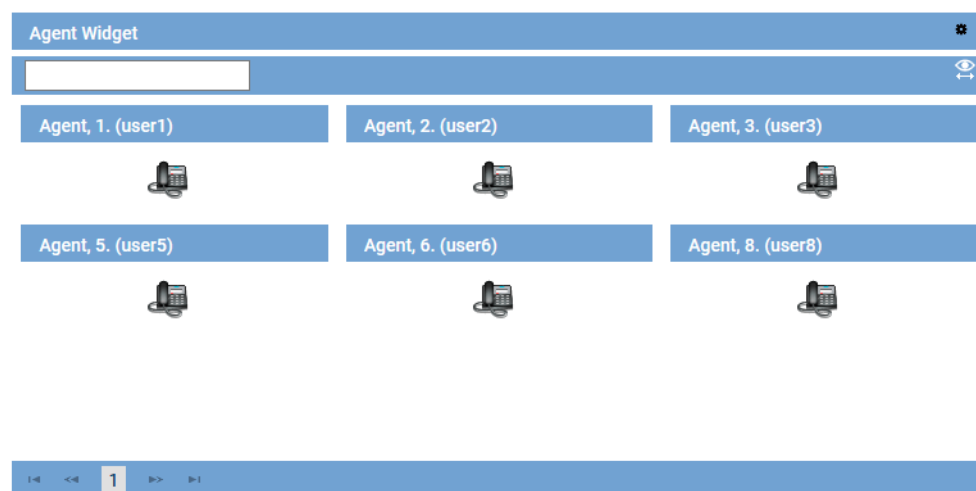 Agent Widget
Agent, 1. (user1)
Agent, 2. (user2)
Agent, 3. (user3)
Agent, 5. (user5)
Agent, 6. (user6)
Agent, 8. (user8)
1